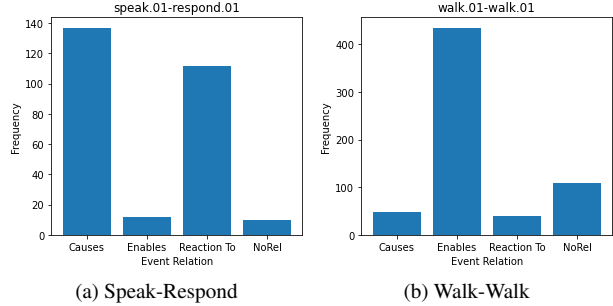 speak.01-respond.01
140
120
100
80
60
40
20
0
Frequency
Causes Enables Reaction To NoRel
Event Relation
(a) Speak-Respond
walk.01-walk.01
400
300
200
100
0
Frequency
Causes Enables Reaction To NoRel
Event Relation
(b) Walk-Walk